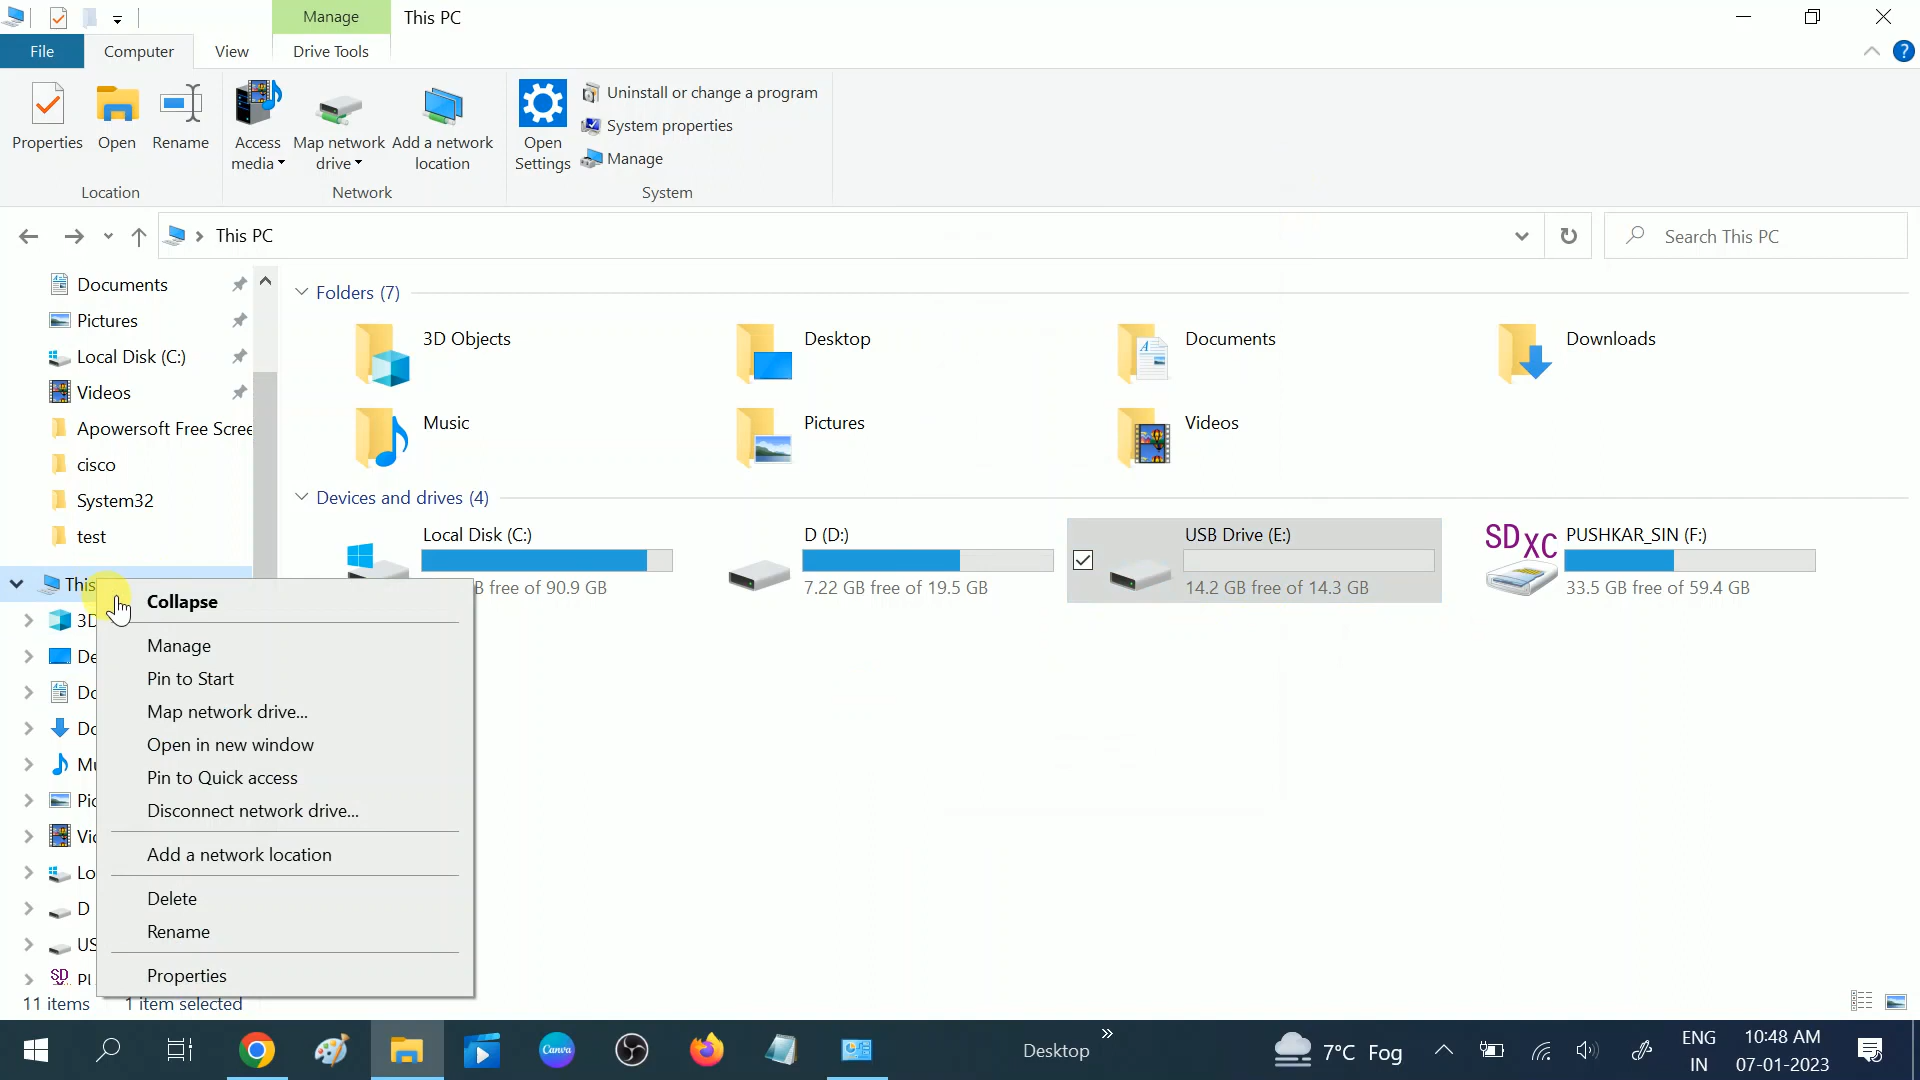 Manage
This PC
File
Computer
View
Drive Tools
Properties
Open
Rename
Access
media
Map network
drive
Add a network
location
Open
Settings
Uninstall or change a program
System properties
Manage
Location
Network
System
This PC
Search This PC
Documents
Pictures
Local Disk (C:)
Videos
Apowersoft Free Scree
cisco
System32
test
This
3D
De
Do
Do
Mu
Pic
Vic
Lo
D
US
PU
Folders (7)
3D Objects
Desktop
Documents
Downloads
Music
Pictures
Videos
Devices and drives (4)
Local Disk (C:)
B free of 90.9 GB
D (D:)
7.22 GB free of 19.5 GB
USB Drive (E:)
14.2 GB free of 14.3 GB
SDXC
PUSHKAR_SIN (F:)
33.5 GB free of 59.4 GB
Collapse
Manage
Pin to Start
Map network drive...
Open in new window
Pin to Quick access
Disconnect network drive...
Add a network location
Delete
Rename
Properties
11 items
1 item selected
Canva
Desktop
7°C Fog
ENG
IN
10:48 AM
07-01-2023